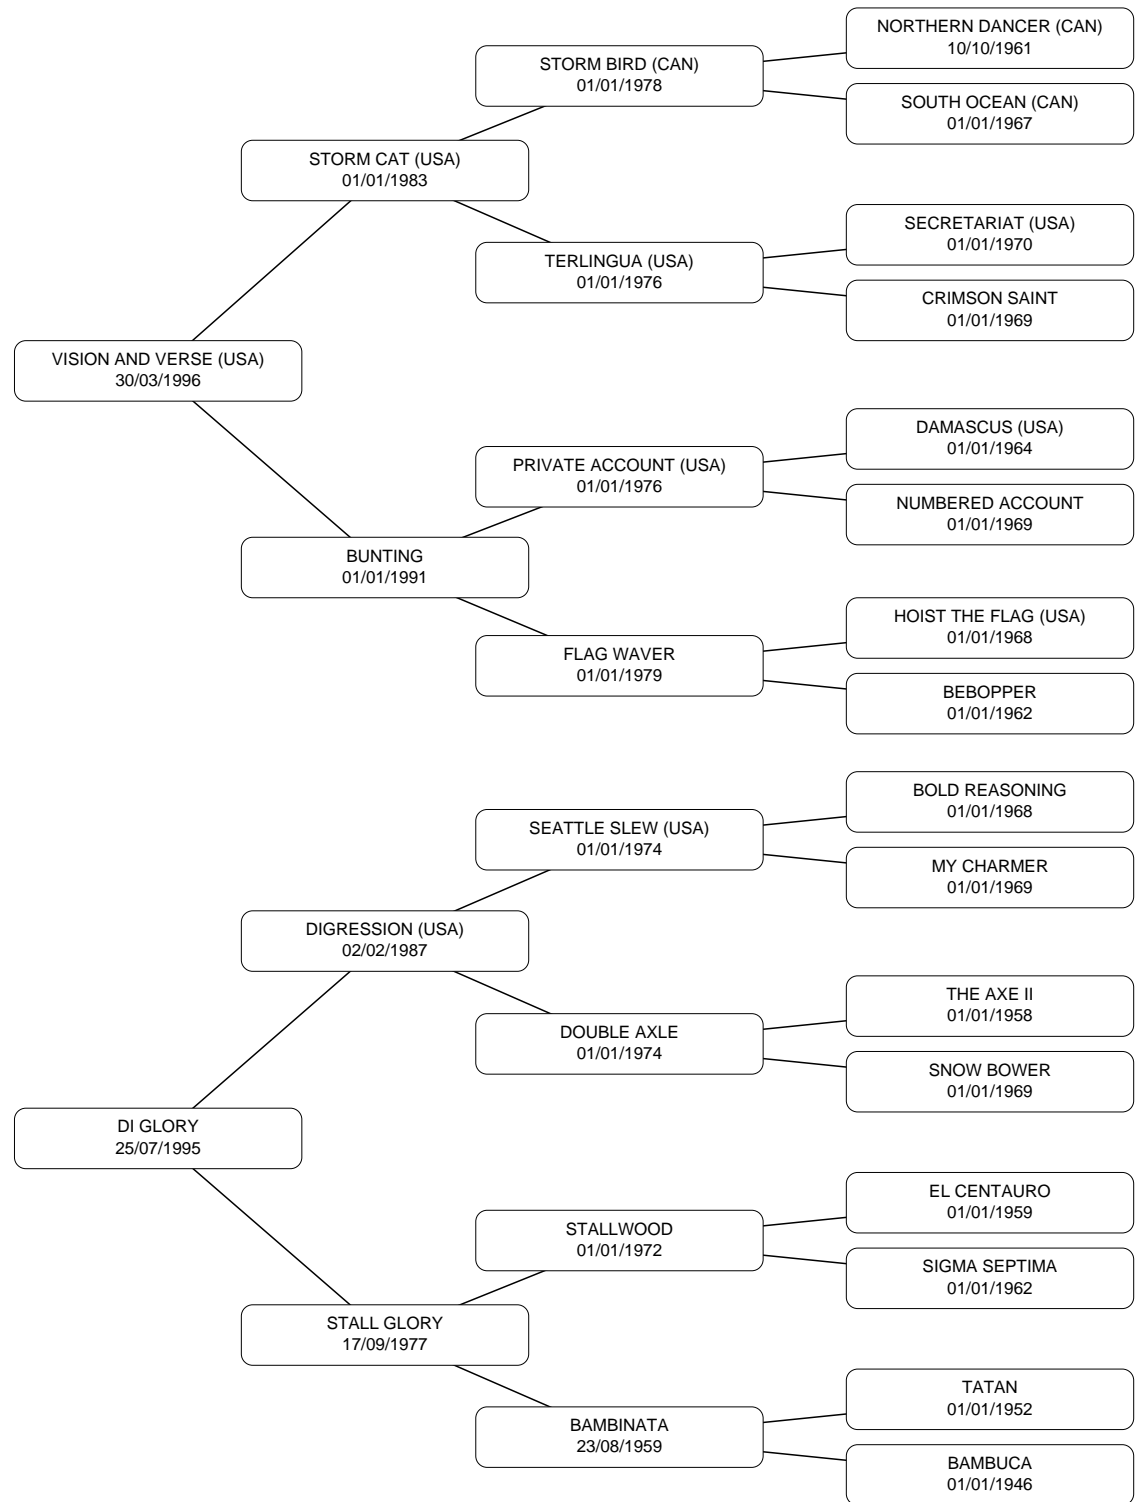 NORTHERN DANCER (CAN)
10/10/1961
STORM BIRD (CAN)
01/01/1978
SOUTH OCEAN (CAN)
01/01/1967
STORM CAT (USA)
01/01/1983
SECRETARIAT (USA)
01/01/1970
TERLINGUA (USA)
01/01/1976
CRIMSON SAINT
01/01/1969
VISION AND VERSE (USA)
30/03/1996
DAMASCUS (USA)
01/01/1964
PRIVATE ACCOUNT (USA)
01/01/1976
NUMBERED ACCOUNT
01/01/1969
BUNTING
01/01/1991
HOIST THE FLAG (USA)
01/01/1968
FLAG WAVER
01/01/1979
BEBOPPER
01/01/1962
BOLD REASONING
01/01/1968
SEATTLE SLEW (USA)
01/01/1974
MY CHARMER
01/01/1969
DIGRESSION (USA)
02/02/1987
THE AXE II
01/01/1958
DOUBLE AXLE
01/01/1974
SNOW BOWER
01/01/1969
DI GLORY
25/07/1995
EL CENTAURO
01/01/1959
STALLWOOD
01/01/1972
SIGMA SEPTIMA
01/01/1962
STALL GLORY
17/09/1977
TATAN
01/01/1952
BAMBINATA
23/08/1959
BAMBUCA
01/01/1946